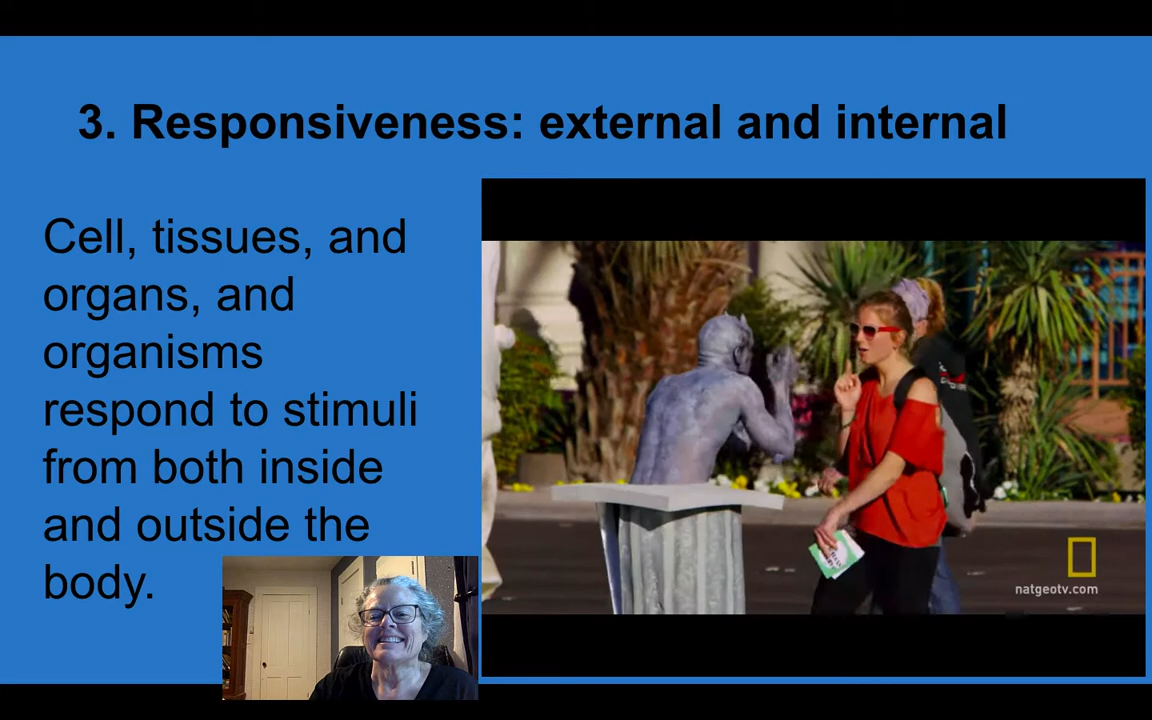 3. Responsiveness: external and internal
Cell, tissues, and
organs, and
organisms
respond to stimuli
from both inside
and outside the
body.
natgeotv.com